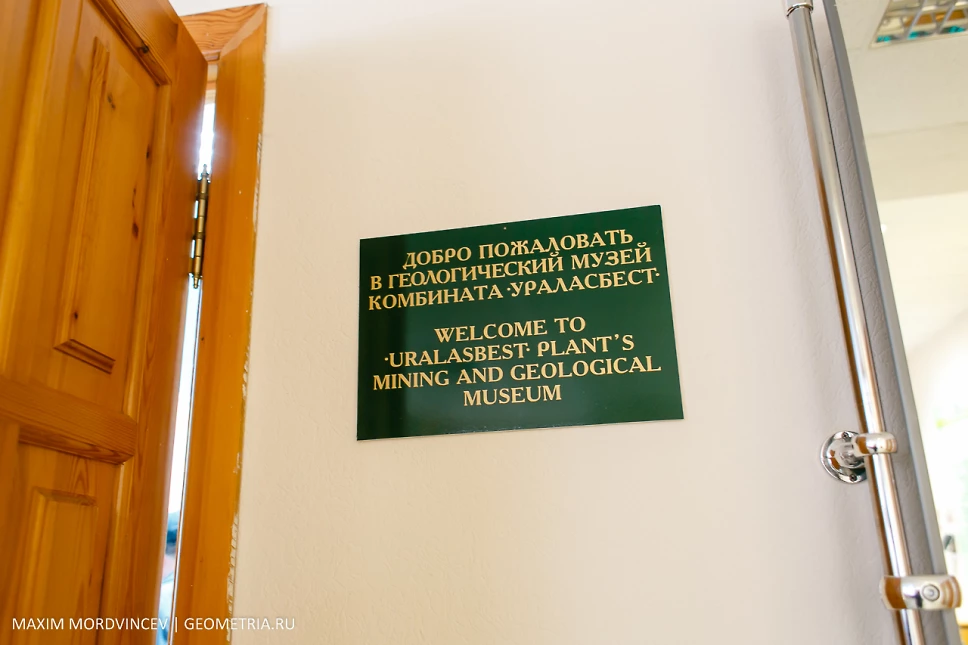 ДОБРО ПОЖАЛОВАТЬ
В ГЕОЛОГИЧЕСКИЙ МУЗЕЙ
КОМБИНАТА ·УРАЛАСБЕСТ·
WELCOME TO
·URALASBEST· PLANT'S
MINING AND GEOLOGICAL
MUSEUM
MAXIM MORDVINCEV | GEOMETRIA.RU